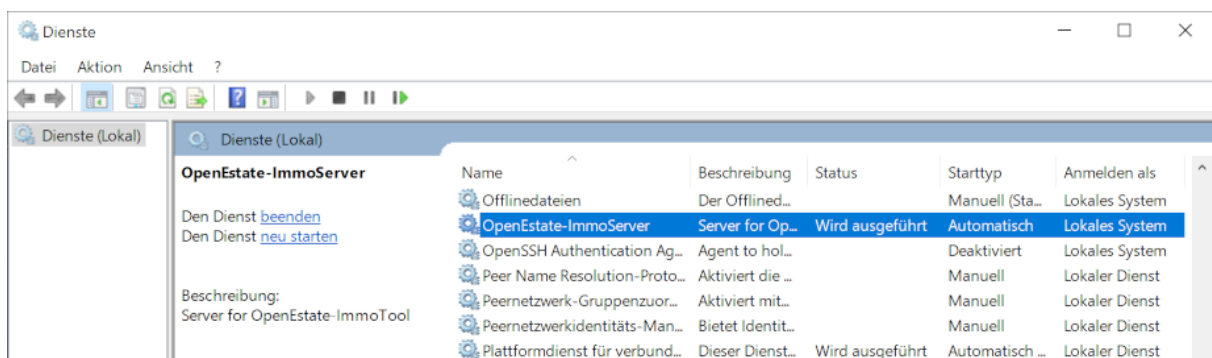 Dienste
Datei Aktion Ansicht ?
Dienste (Lokal)
Dienste (Lokal)
OpenEstate-ImmoServer
Den Dienst beenden
Den Dienst neu starten
Beschreibung:
Server for OpenEstate-ImmoTool
Name Beschreibung Status Starttyp Anmelden als
Offlinedateien Der Offlined... Manuell (Sta... Lokales System
OpenEstate-ImmoServer Server for Op... Wird ausgeführt Automatisch Lokales System
OpenSSH Authentication Ag... Agent to hol... Deaktiviert Lokales System
Peer Name Resolution-Proto... Aktiviert die ... Manuell Lokaler Dienst
Peernetzwerk-Gruppenzuor... Aktiviert mit... Manuell Lokaler Dienst
Peernetzwerkidentitäts-Man... Bietet Identit... Manuell Lokaler Dienst
Plattformdienst für verbund... Dieser Dienst... Wird ausgeführt Automatisch ... Lokaler Dienst